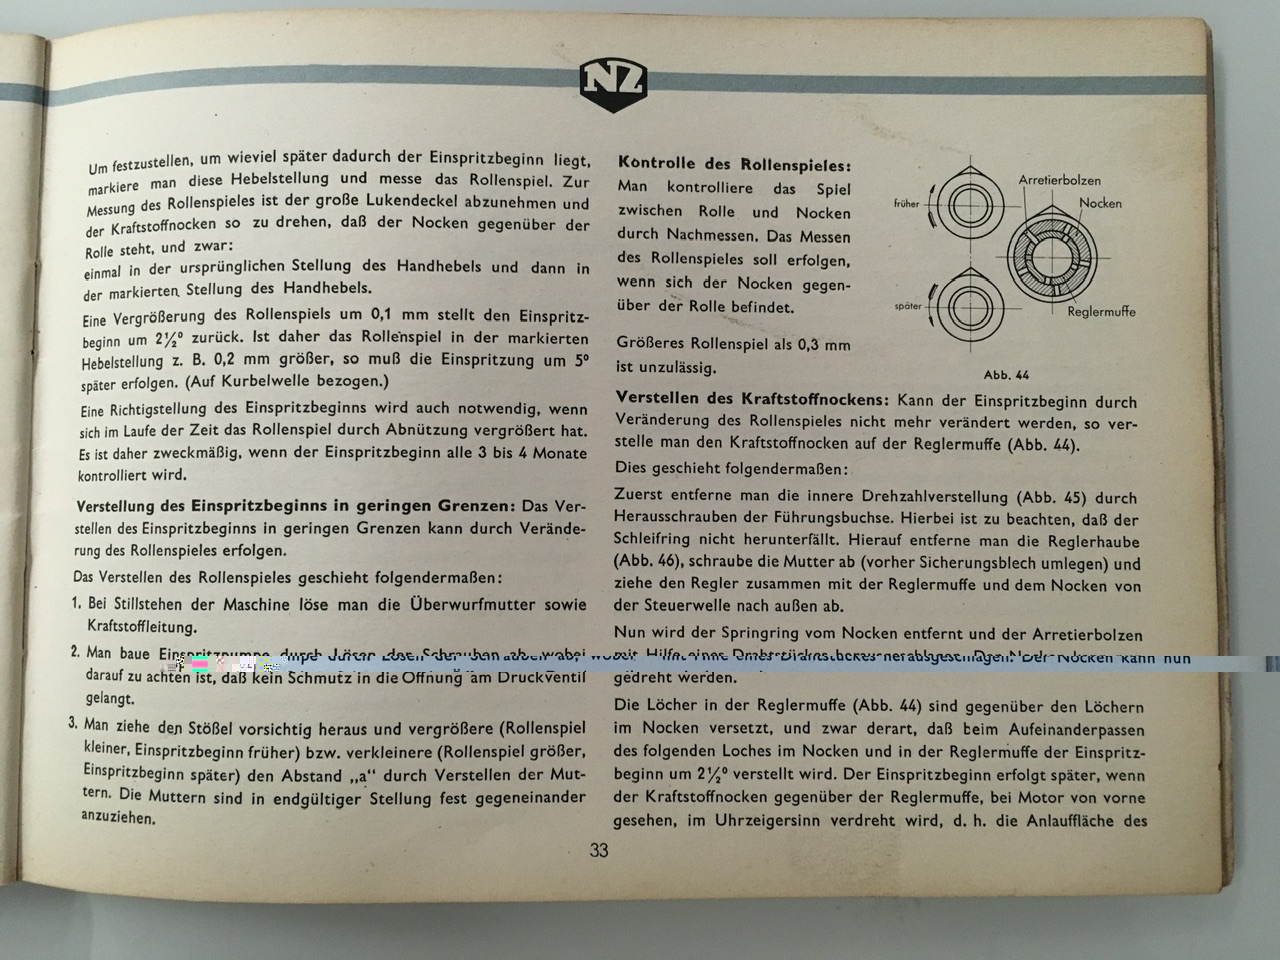 NZ
Um festzustellen, um wieviel später dadurch der Einspritzbeginn liegt,
markiere man diese Hebelstellung und messe das Rollenspiel. Zur
Messung des Rollenspieles ist der große Lukendeckel abzunehmen und
der Kraftstoffnocken so zu drehen, daß der Nocken gegenüber der
Rolle steht, und zwar:
einmal in der ursprünglichen Stellung des Handhebels und dann in
der markierten Stellung des Handhebels.
Eine Vergrößerung des Rollenspiels um 0,1 mm stellt den Einspritz-
beginn um 2½° zurück. Ist daher das Rollenspiel in der markierten
Hebelstellung z. B. 0,2 mm größer, so muß die Einspritzung um 5°
später erfolgen. (Auf Kurbelwelle bezogen.)
Eine Richtigstellung des Einspritzbeginns wird auch notwendig, wenn
sich im Laufe der Zeit das Rollenspiel durch Abnützung vergrößert hat.
Es ist daher zweckmäßig, wenn der Einspritzbeginn alle 3 bis 4 Monate
kontrolliert wird.
Verstellung des Einspritzbeginns in geringen Grenzen: Das Ver-
stellen des Einspritzbeginns in geringen Grenzen kann durch Verände-
rung des Rollenspieles erfolgen.
Das Verstellen des Rollenspieles geschieht folgendermaßen:
1. Bei Stillstehen der Maschine löse man die Überwurfmutter sowie
Kraftstoffleitung.
2. Man baue Einspritzpumpe durch Lösen
darauf zu achten ist, daß kein Schmutz in die Öffnung am Druckventil
gelangt.
3. Man ziehe den Stößel vorsichtig heraus und vergrößere (Rollenspiel
kleiner, Einspritzbeginn früher) bzw. verkleinere (Rollenspiel größer,
Einspritzbeginn später) den Abstand „a“ durch Verstellen der Mut-
tern. Die Muttern sind in endgültiger Stellung fest gegeneinander
anzuziehen.
Kontrolle des Rollenspieles:
Man kontrolliere das Spiel
zwischen Rolle und Nocken
durch Nachmessen. Das Messen
des Rollenspieles soll erfolgen,
wenn sich der Nocken gegen-
über der Rolle befindet.
Größeres Rollenspiel als 0,3 mm
ist unzulässig.
früher
später
Arretierbolzen
Nocken
Reglermuffe
Abb. 44
Verstellen des Kraftstoffnockens: Kann der Einspritzbeginn durch
Veränderung des Rollenspieles nicht mehr verändert werden, so ver-
stelle man den Kraftstoffnocken auf der Reglermuffe (Abb. 44).
Dies geschieht folgendermaßen:
Zuerst entferne man die innere Drehzahlverstellung (Abb. 45) durch
Herausschrauben der Führungsbuchse. Hierbei ist zu beachten, daß der
Schleifring nicht herunterfällt. Hierauf entferne man die Reglerhaube
(Abb. 46), schraube die Mutter ab (vorher Sicherungsblech umlegen) und
ziehe den Regler zusammen mit der Reglermuffe und dem Nocken von
der Steuerwelle nach außen ab.
Nun wird der Springring vom Nocken entfernt und der Arretierbolzen
mit Hilfe eines Der Nocken kann nun
gedreht werden.
Die Löcher in der Reglermuffe (Abb. 44) sind gegenüber den Löchern
im Nocken versetzt, und zwar derart, daß beim Aufeinanderpassen
des folgenden Loches im Nocken und in der Reglermuffe der Einspritz-
beginn um 2½° verstellt wird. Der Einspritzbeginn erfolgt später, wenn
der Kraftstoffnocken gegenüber der Reglermuffe, bei Motor von vorne
gesehen, im Uhrzeigersinn verdreht wird, d. h. die Anlauffläche des
33